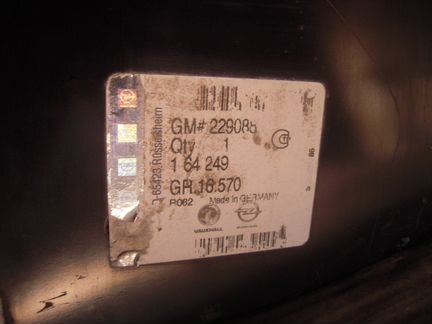 GM# 229085
Qty 1
1 64 249
GR 16.570
R062 Made in GERMANY
VAUXHALL
65423 Rüsselsheim